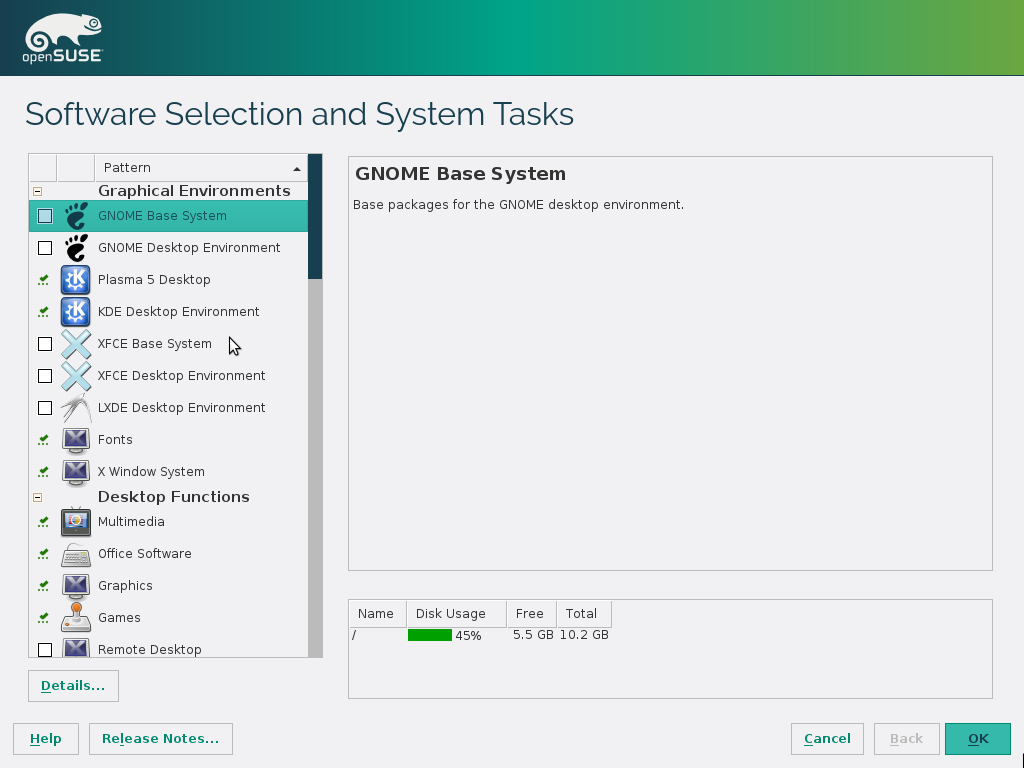 openSUSE
Software Selection and System Tasks
Pattern
Graphical Environments
GNOME Base System
GNOME Desktop Environment
Plasma 5 Desktop
KDE Desktop Environment
XFCE Base System
XFCE Desktop Environment
LXDE Desktop Environment
Fonts
X Window System
Desktop Functions
Multimedia
Office Software
Graphics
Games
Remote Desktop
Details...
GNOME Base System
Base packages for the GNOME desktop environment.
Name Disk Usage Free Total
/ 45% 5.5 GB 10.2 GB
Help Release Notes... Cancel Back OK